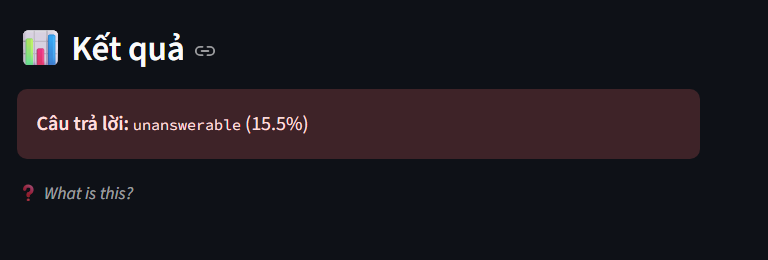 Kết quả
Câu trả lời: unanswerable (15.5%)
What is this?